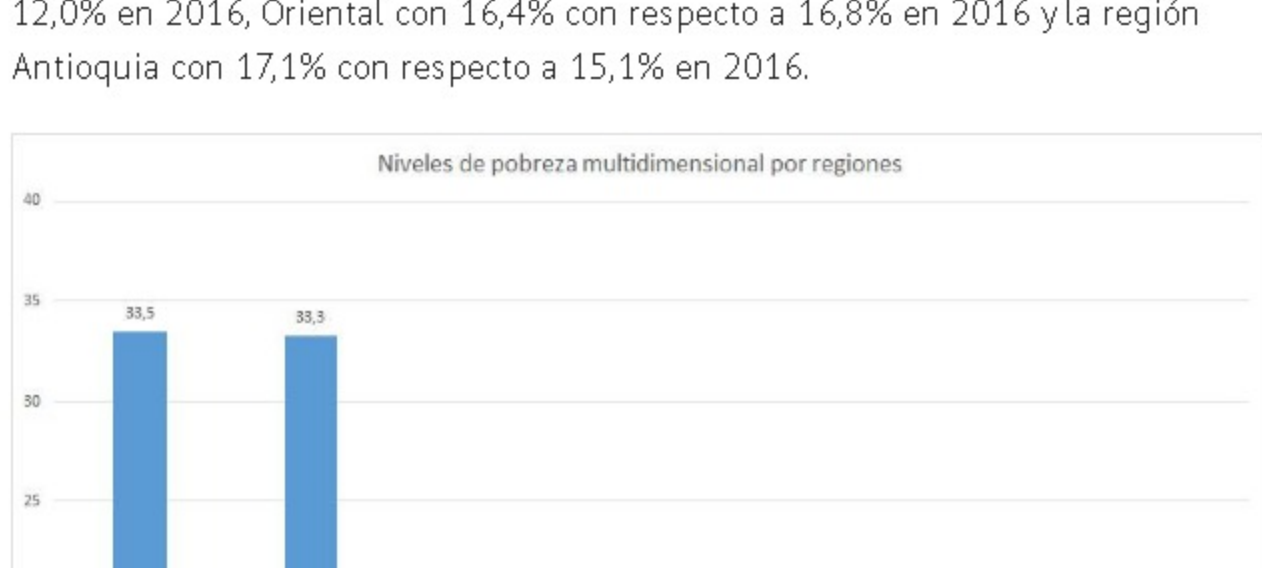 12,0% en 2016, Oriental con 16,4% con respecto a 16,8% en 2016 y la región
Antioquia con 17,1% con respecto a 15,1% en 2016.
Niveles de pobreza multidimensional por regiones
40
35
33,5
33,3
30
25